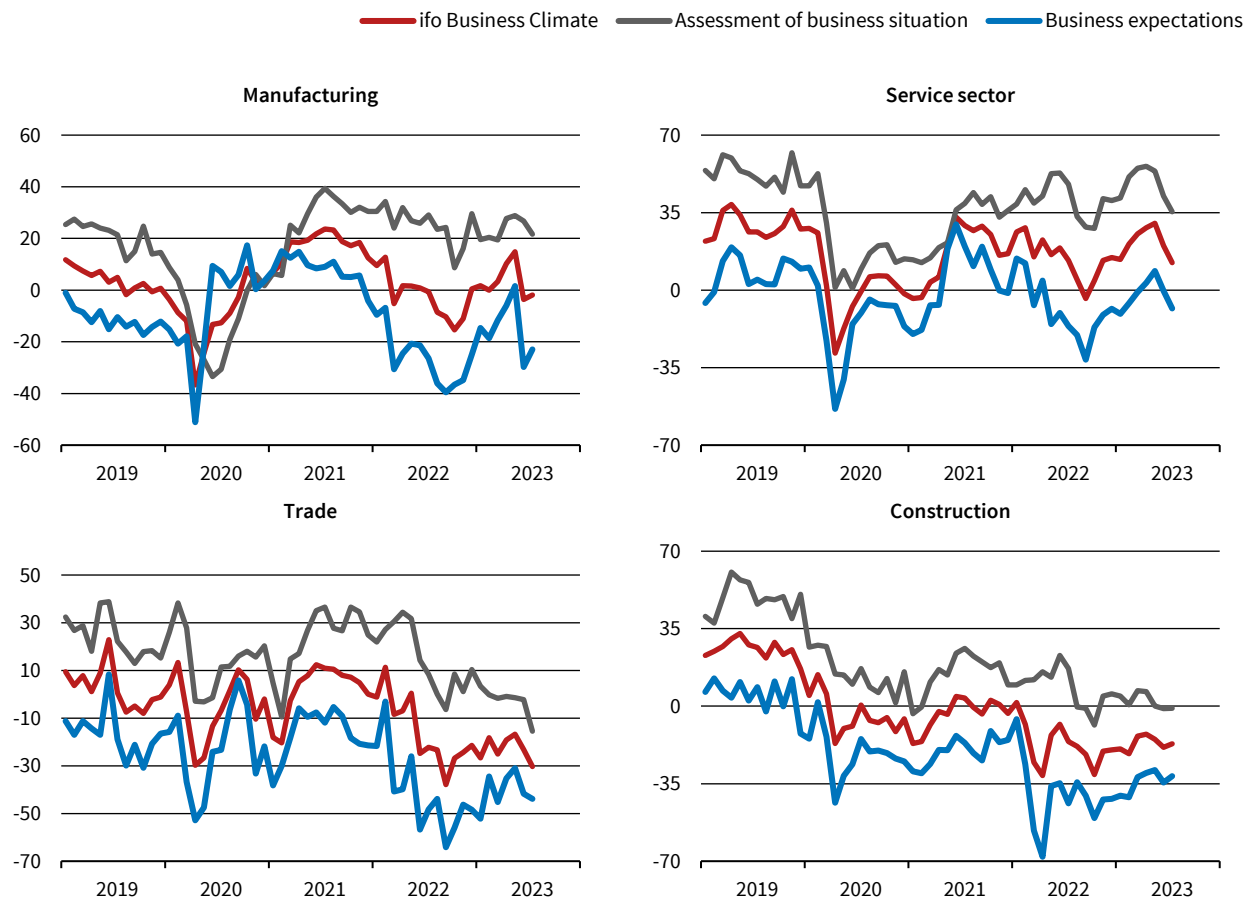 ifo Business Climate Assessment of business situation Business expectations
Manufacturing
60
40
20
0
-20
-40
-60
2019 2020 2021 2022 2023
Service sector
70
35
0
-35
-70
2019 2020 2021 2022 2023
Trade
50
30
10
-10
-30
-50
-70
2019 2020 2021 2022 2023
Construction
70
35
0
-35
-70
2019 2020 2021 2022 2023